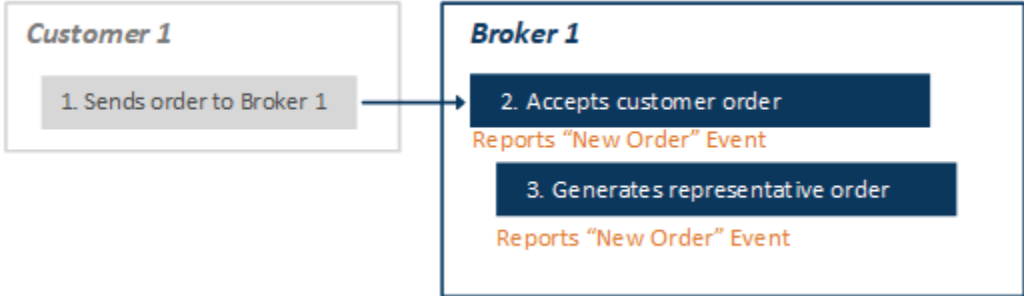 Customer 1
1. Sends order to Broker 1
Broker 1
2. Accepts customer order
Reports “New Order” Event
3. Generates representative order
Reports “New Order” Event